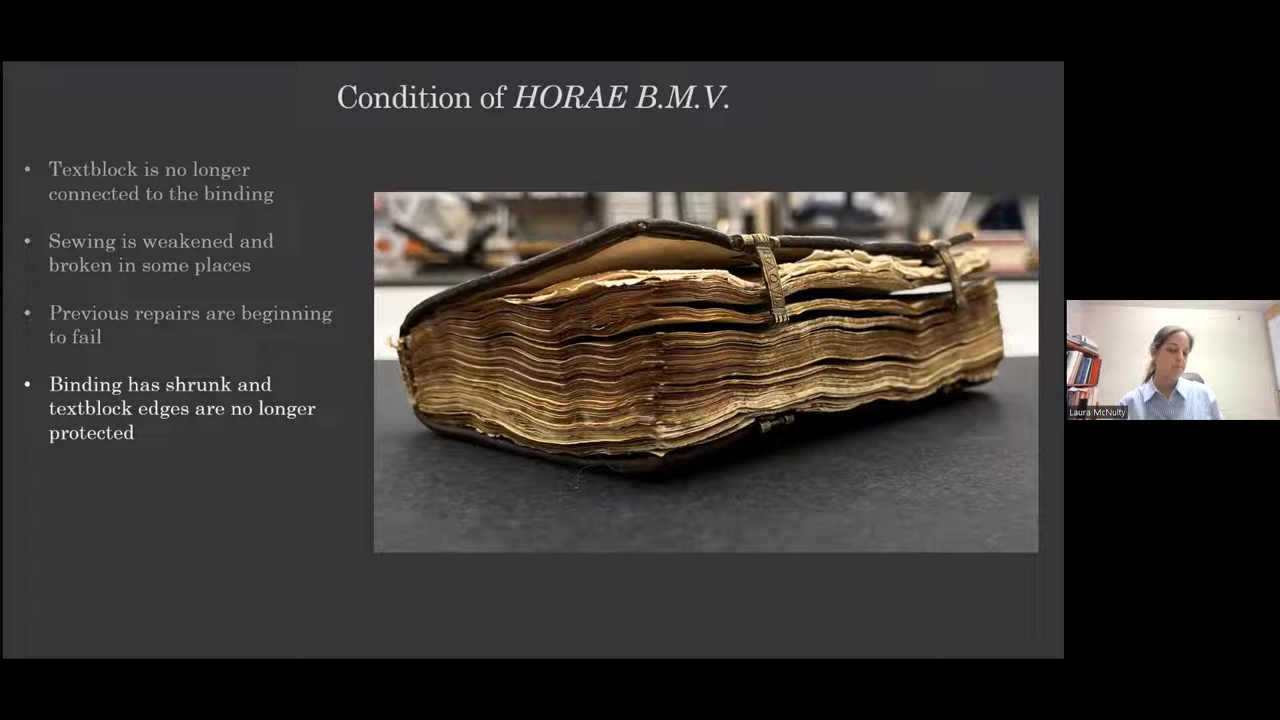 Condition of HORAE B.M.V.
• Textblock is no longer
connected to the binding
• Sewing is weakened and
broken in some places
• Previous repairs are beginning
to fail
• Binding has shrunk and
textblock edges are no longer
protected
Laura McNulty